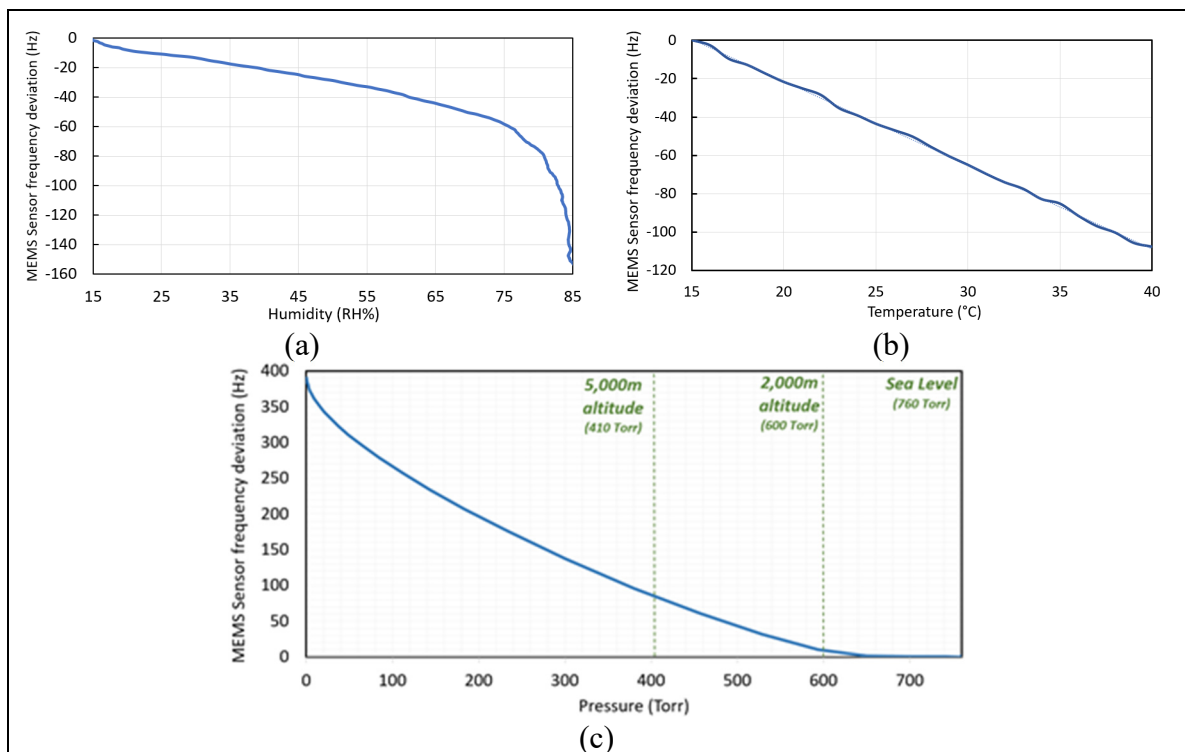 MEMS Sensor frequency deviation (Hz)
0
-20
-40
-60
-80
-100
-120
-140
-160
15 25 35 45 55 65 75 85
Humidity (RH%)
(a)
MEMS Sensor frequency deviation (Hz)
0
-20
-40
-60
-80
-100
-120
15 20 25 30 35 40
Temperature (°C)
(b)
MEMS Sensor frequency deviation (Hz)
400
350
300
250
200
150
100
50
0
5,000m
altitude
(410 Torr)
2,000m
altitude
(600 Torr)
Sea Level
(760 Torr)
0 100 200 300 400 500 600 700
Pressure (Torr)
(c)